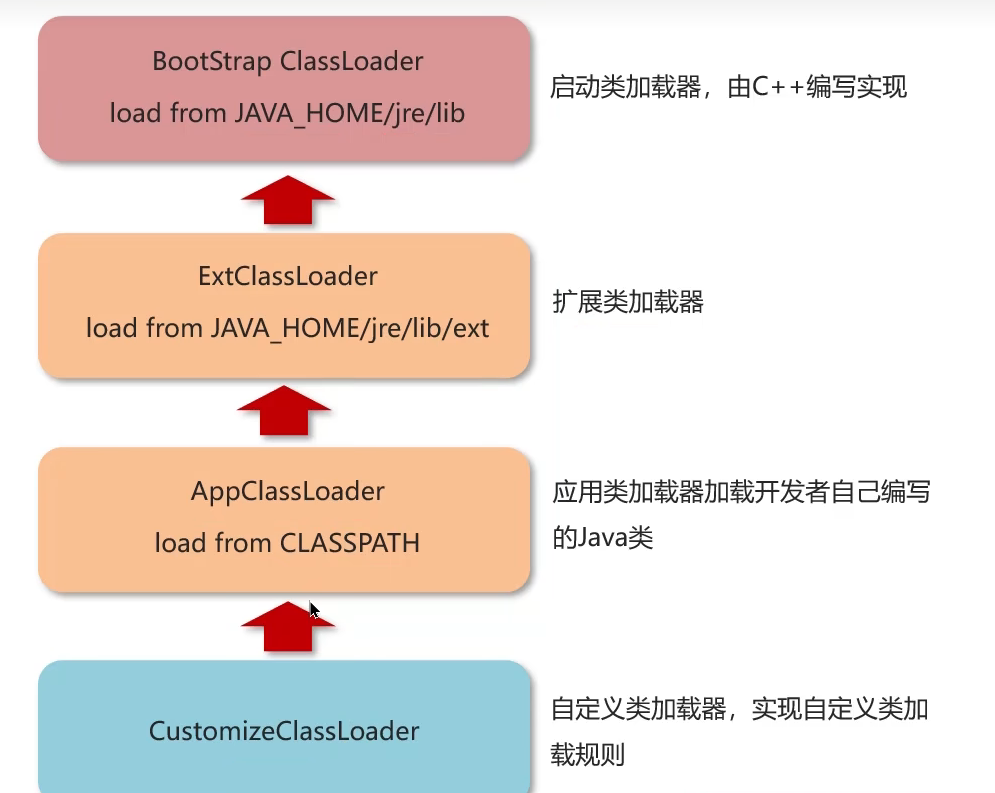 BootStrap ClassLoader
load from JAVA_HOME/jre/lib
启动类加载器，由C++编写实现
ExtClassLoader
load from JAVA_HOME/jre/lib/ext
扩展类加载器
AppClassLoader
load from CLASSPATH
应用类加载器加载开发者自己编写
的Java类
CustomizeClassLoader
自定义类加载器，实现自定义类加
载规则